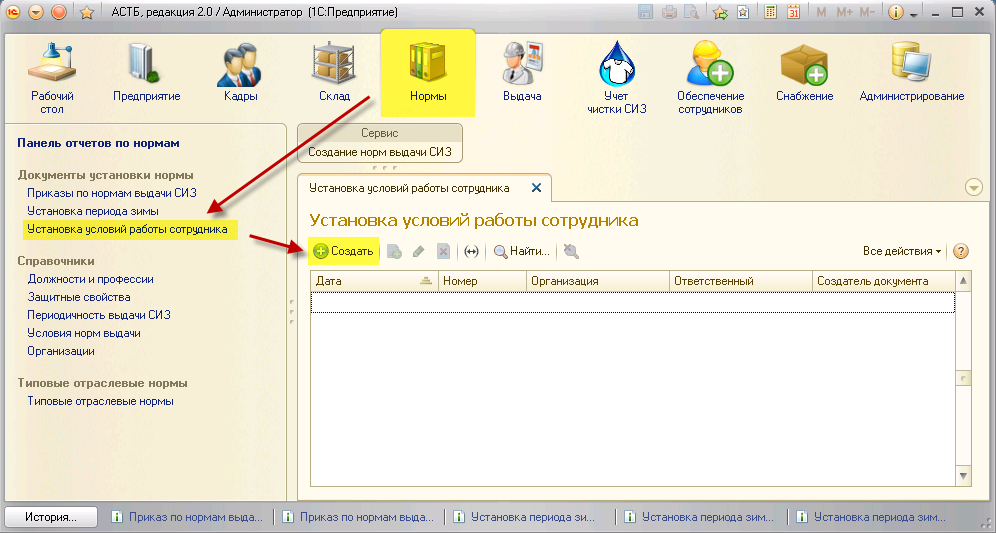 АСТБ, редакция 2.0 / Администратор (1С:Предприятие)
M M+ M-
Рабочий
стол
Предприятие
Кадры
Склад
Нормы
Выдача
Учет
чистки СИЗ
Обеспечение
сотрудников
Снабжение
Администрирование
Панель отчетов по нормам
Документы установки нормы
Приказы по нормам выдачи СИЗ
Установка периода зимы
Установка условий работы сотрудника
Справочники
Должности и профессии
Защитные свойства
Периодичность выдачи СИЗ
Условия норм выдачи
Организации
Типовые отраслевые нормы
Типовые отраслевые нормы
Сервис
Создание норм выдачи СИЗ
Установка условий работы сотрудника
Установка условий работы сотрудника
Создать
Найти...
Все действия
Дата Номер Организация Ответственный Создатель документа
История...
Приказ по нормам выда... Приказ по нормам выда... Установка периода зи... Установка периода зим... Установка периода зим...